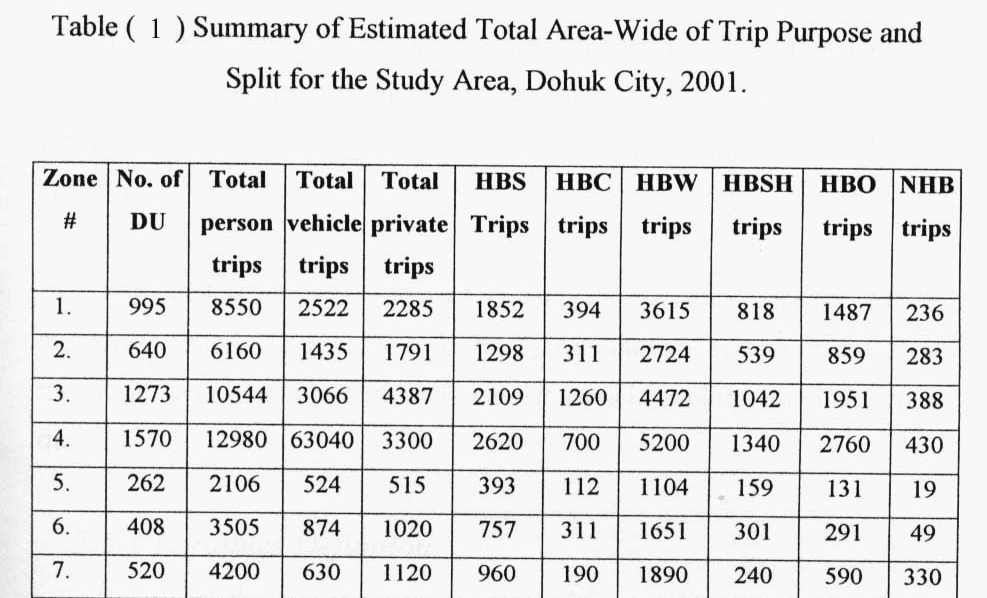 Table ( 1 ) Summary of Estimated Total Area-Wide of Trip Purpose and
Split for the Study Area, Dohuk City, 2001.
Zone # No. of DU Total person trips Total vehicle trips Total private trips HBS Trips HBC trips HBW trips HBSH trips HBO trips NHB trips
1. 995 8550 2522 2285 1852 394 3615 818 1487 236
2. 640 6160 1435 1791 1298 311 2724 539 859 283
3. 1273 10544 3066 4387 2109 1260 4472 1042 1951 388
4. 1570 12980 63040 3300 2620 700 5200 1340 2760 430
5. 262 2106 524 515 393 112 1104 159 131 19
6. 408 3505 874 1020 757 311 1651 301 291 49
7. 520 4200 630 1120 960 190 1890 240 590 330